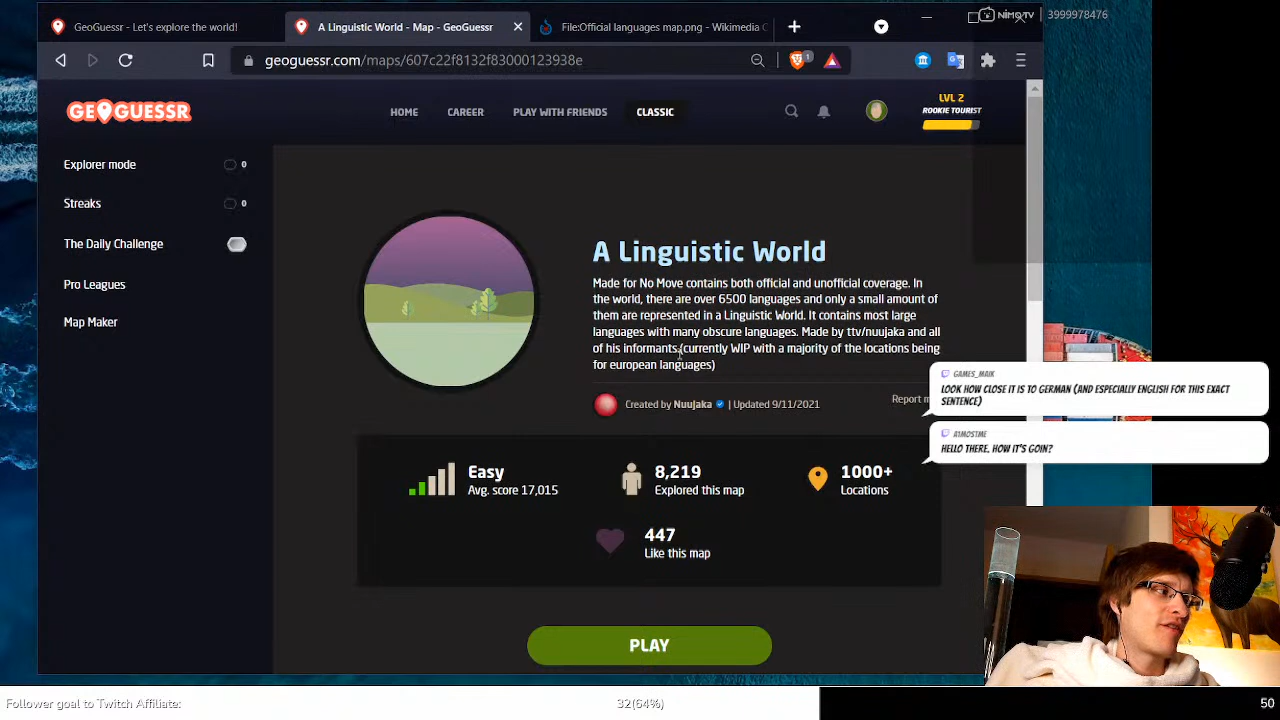 GeoGuessr - Let's explore the world!
A Linguistic World - Map - GeoGuessr
File:Official languages map.png - Wikimedia C
NIMO TV
3999978476
geoguessr.com/maps/607c22f8132f83000123938e
1
GEOGUESSR
HOME
CAREER
PLAY WITH FRIENDS
CLASSIC
LVL 2
ROOKIE TOURIST
Explorer mode
0
Streaks
0
The Daily Challenge
Pro Leagues
Map Maker
A Linguistic World
Made for No Move contains both official and unofficial coverage. In
the world, there are over 6500 languages and only a small amount of
them are represented in a Linguistic World. It contains most large
languages with many obscure languages. Made by ttv/nuujaka and all
of his informants.(currently WIP with a majority of the locations being
for european languages)
Created by Nuujaka | Updated 9/11/2021
Report m
GAMES_MAIK
LOOK HOW CLOSE IT IS TO GERMAN (AND ESPECIALLY ENGLISH FOR THIS EXACT
SENTENCE)
A1MOSTME
HELLO THERE. HOW IT'S GOIN?
Easy
Avg. score 17,015
8,219
Explored this map
1000+
Locations
447
Like this map
PLAY
Follower goal to Twitch Affiliate:
32(64%)
50